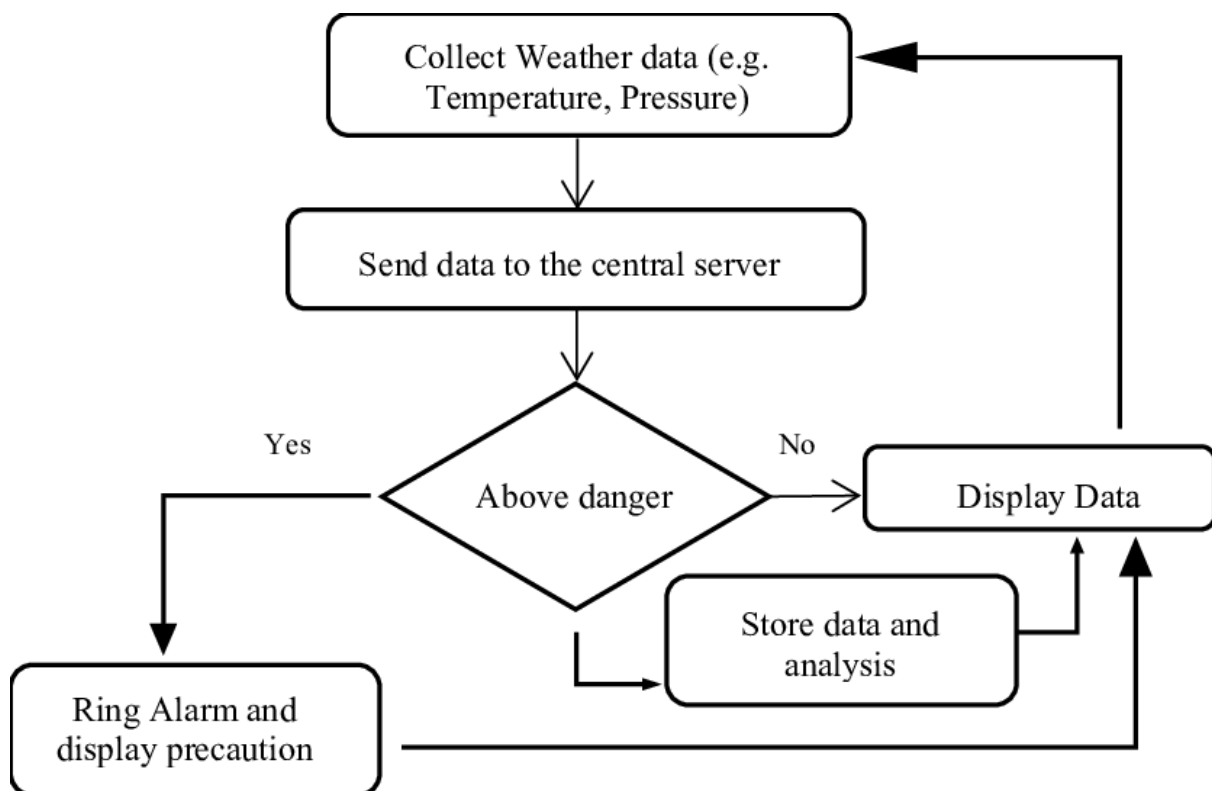 Collect Weather data (e.g.
Temperature, Pressure)
Send data to the central server
Yes
No
Above danger
Display Data
Store data and
analysis
Ring Alarm and
display precaution